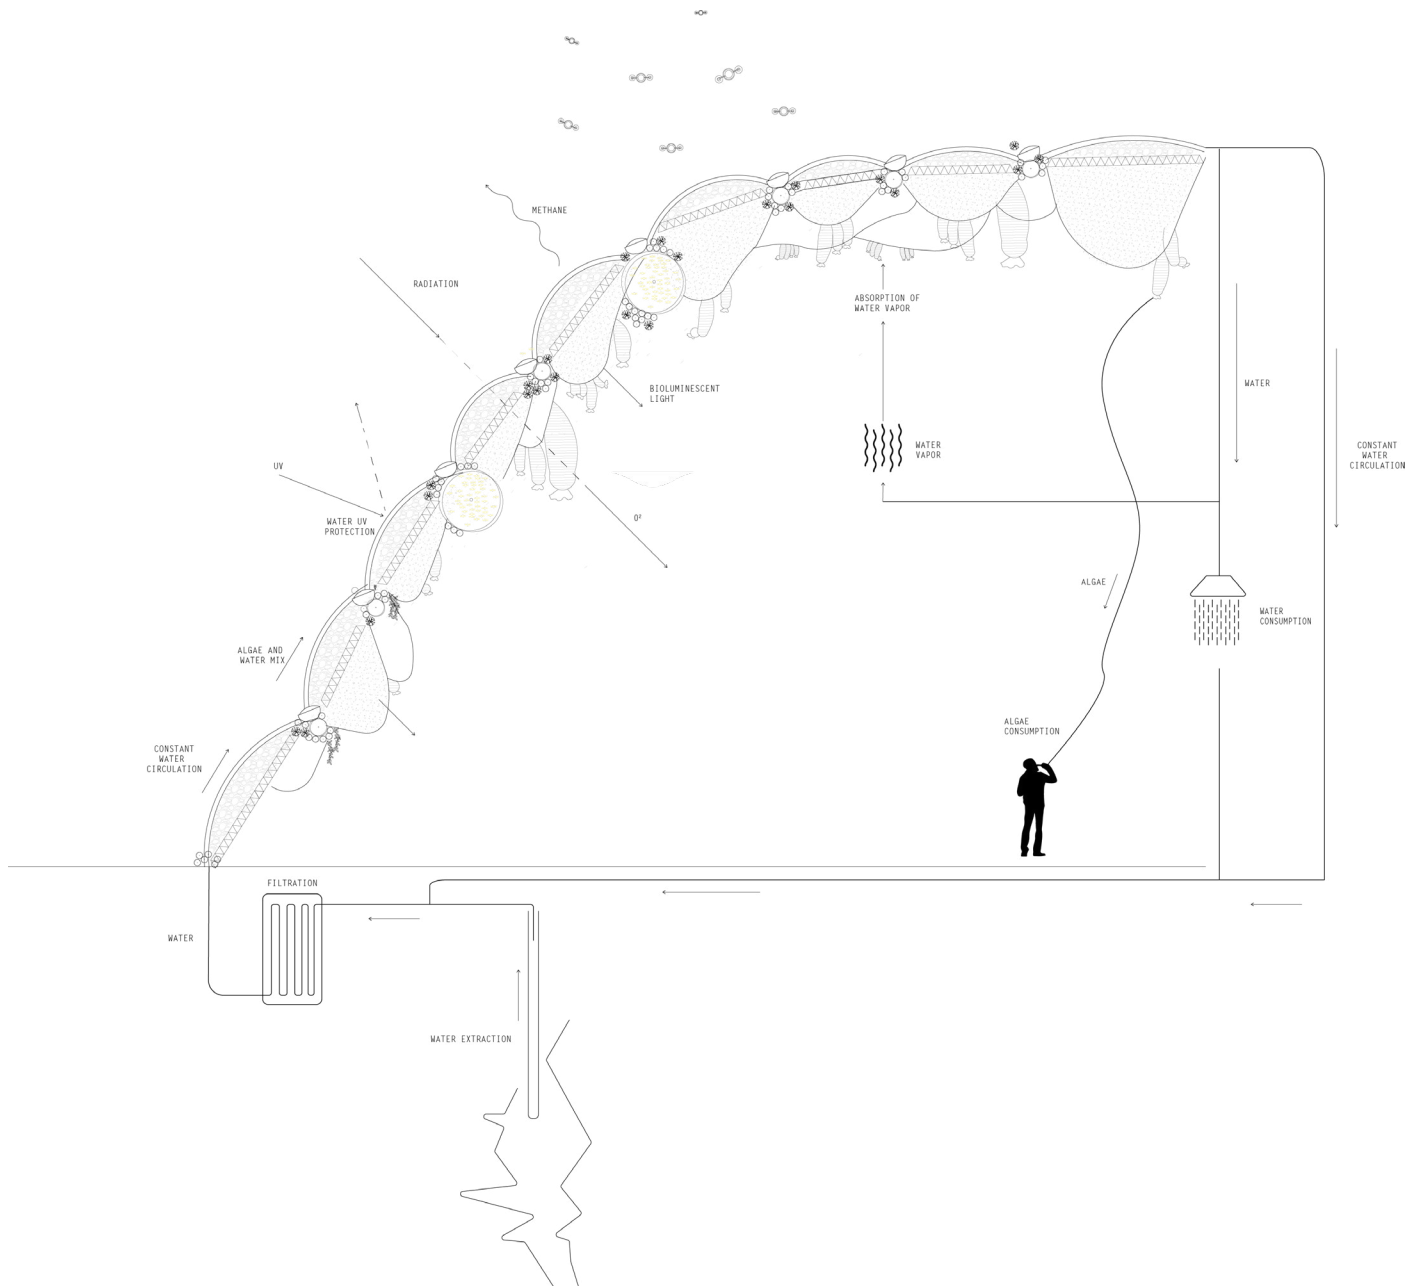 METHANE
RADIATION
ABSORPTION OF
WATER VAPOR
BIOLUMINESCENT
LIGHT
WATER
WATER
VAPOR
CONSTANT
WATER
CIRCULATION
UV
WATER UV
PROTECTION
O²
ALGAE
WATER
CONSUMPTION
ALGAE AND
WATER MIX
ALGAE
CONSUMPTION
CONSTANT
WATER
CIRCULATION
FILTRATION
WATER
WATER EXTRACTION